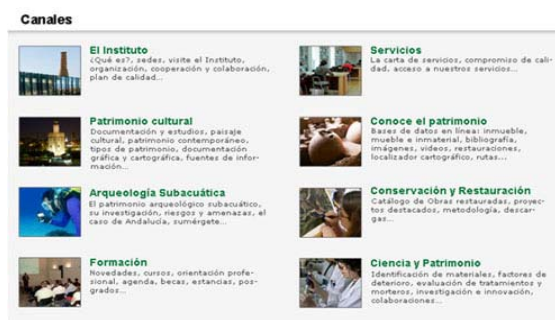 Canales
El Instituto
¿Qué es?, sedes, visite el Instituto,
organización, cooperación y colaboración,
plan de calidad...
Servicios
La carta de servicios, compromiso de cali-
dad, acceso a nuestros servicios...
Patrimonio cultural
Documentación y estudios, paisaje
cultural, patrimonio contemporáneo,
tipos de patrimonio, documentación
gráfica y cartográfica, fuentes de infor-
mación...
Conoce el patrimonio
Bases de datos en línea: inmueble,
mueble e inmaterial, bibliografía,
imágenes, videos, restauraciones,
localizador cartográfico, rutas...
Arqueología Subacuática
El patrimonio arqueológico subacuático,
su investigación, riesgos y amenazas, el
caso de Andalucía, sumérgete...
Conservación y Restauración
Catálogo de Obras restauradas, proyec-
tos destacados, metodología, descar-
gas...
Formación
Novedades, cursos, orientación profe-
sional, agenda, becas, estancias, pos-
grados...
Ciencia y Patrimonio
Identificación de materiales, factores de
deterioro, evaluación de tratamientos y
morteros, investigación e innovación,
colaboraciones...